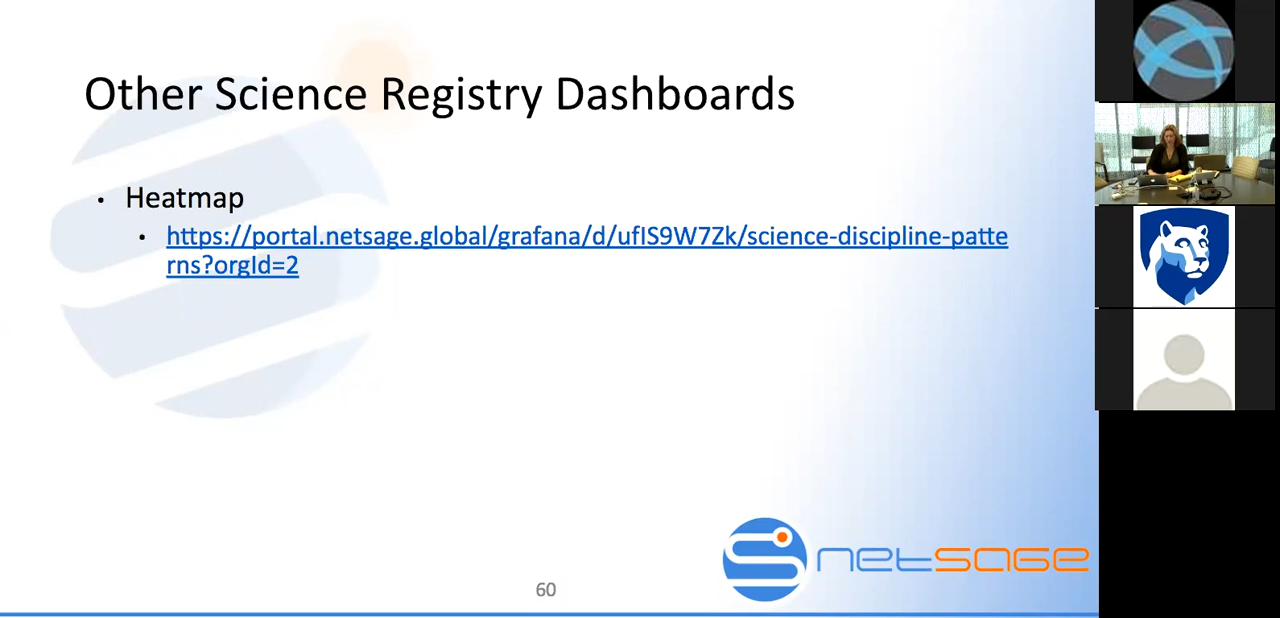 Other Science Registry Dashboards
• Heatmap
• https://portal.netsage.global/grafana/d/ufIS9W7Zk/science-discipline-patte
rns?orgId=2
netsage
60